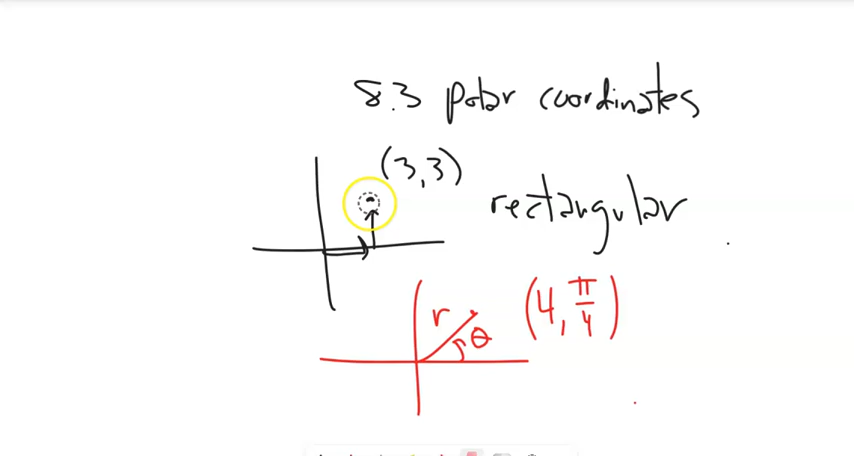 8.3 polar coordinates
(3,3)
rectangular
r θ (4, π/4)